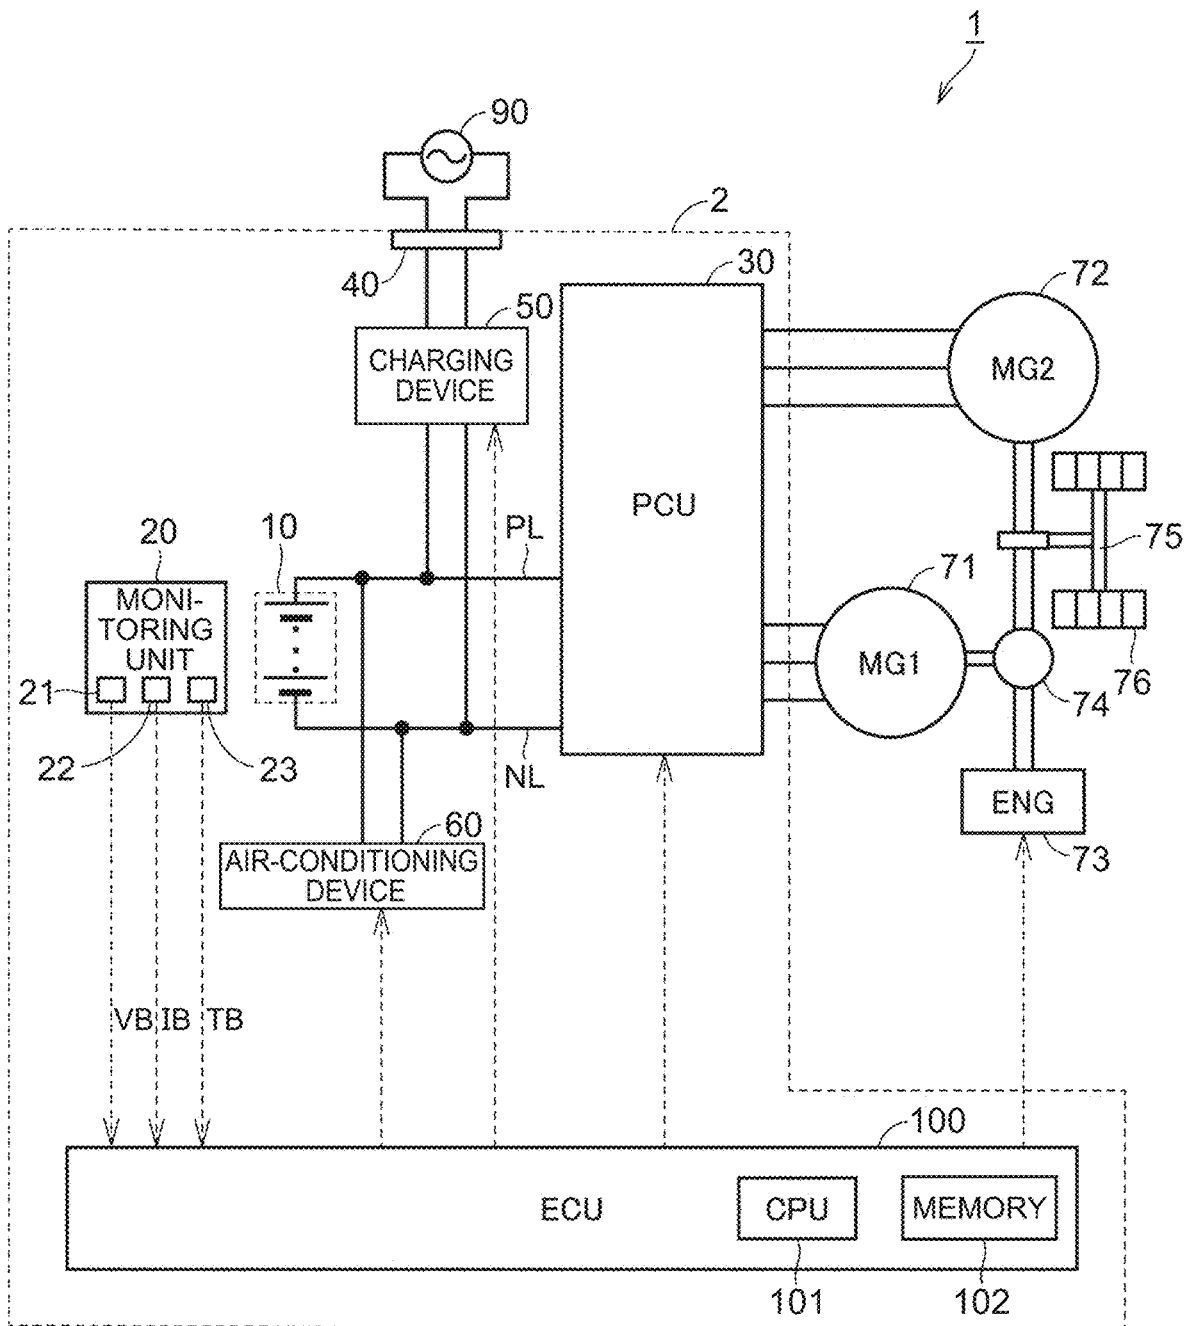 1
90
2
40
30
72
50
CHARGING
DEVICE
MG2
PCU
20
10
PL
75
71
MONI-
TORING
UNIT
MG1
21
76
74
22
23
NL
ENG
60
AIR-CONDITIONING
DEVICE
73
VB
IB
TB
100
ECU
CPU
MEMORY
101
102